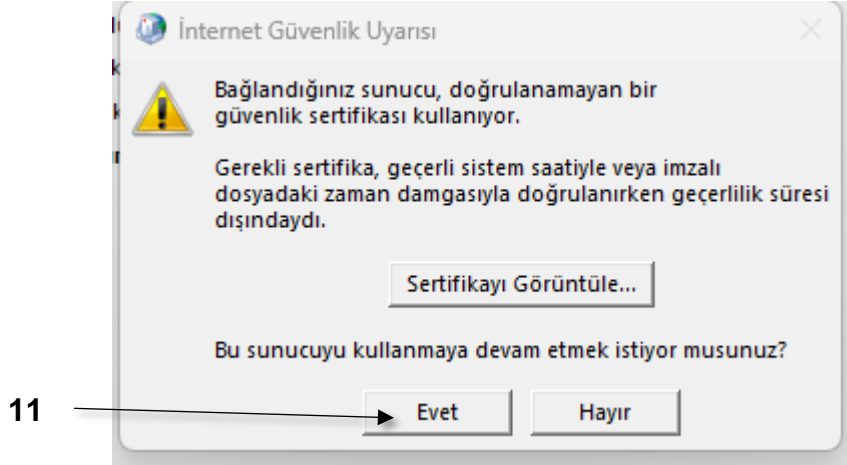 İnternet Güvenlik Uyarısı
Bağlandığınız sunucu, doğrulanamayan bir
güvenlik sertifikası kullanıyor.
Gerekli sertifika, geçerli sistem saatiyle veya imzalı
dosyadaki zaman damgasıyla doğrulanırken geçerlilik süresi
dışındaydı.
Sertifikayı Görüntüle...
Bu sunucuyu kullanmaya devam etmek istiyor musunuz?
11
Evet
Hayır